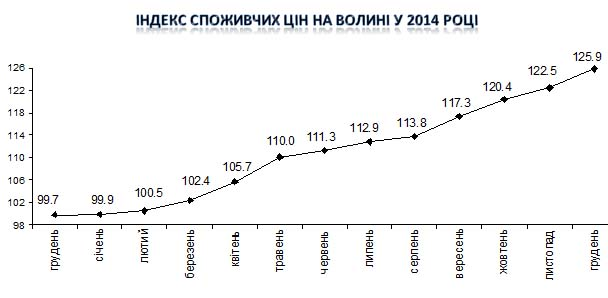 ІНДЕКС СПОЖИВЧИХ ЦІН НА ВОЛИНІ У 2014 РОЦІ
126
122
118
114
110
106
102
98
99.7
99.9
100.5
102.4
105.7
110.0
111.3
112.9
113.8
117.3
120.4
122.5
125.9
грудень
січень
лютий
березень
квітень
травень
червень
липень
серпень
вересень
жовтень
листопад
грудень